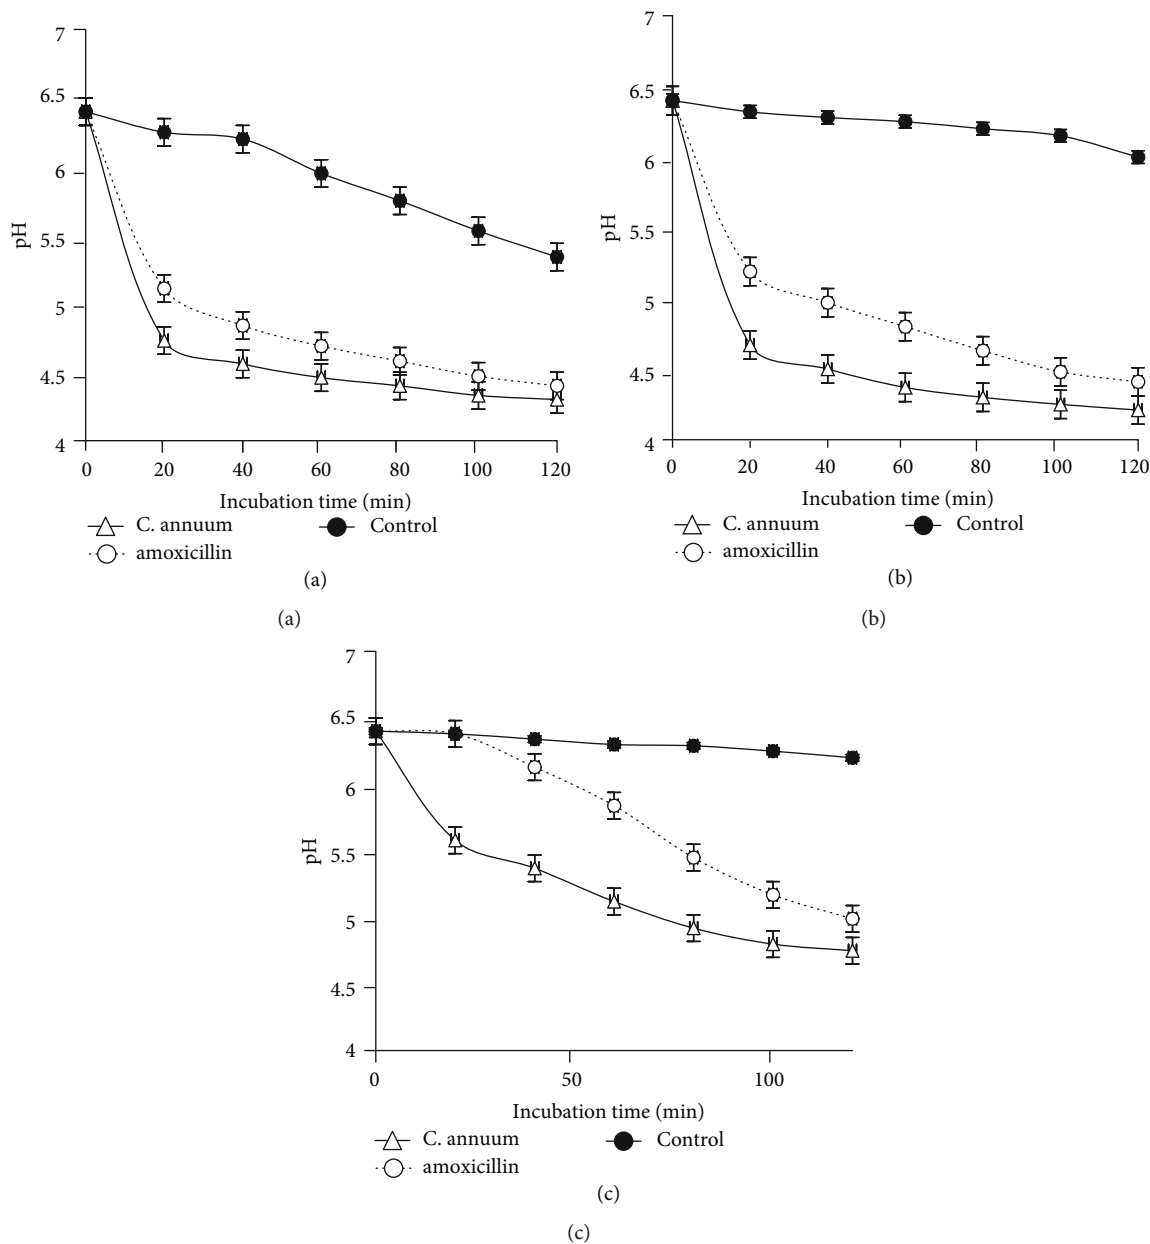 7
6.5
6
5.5
5
4.5
4
pH
0 20 40 60 80 100 120
Incubation time (min)
C. annuum Control
amoxicillin
(a)
(a)
7
6.5
6
5.5
5
4.5
4
pH
0 20 40 60 80 100 120
Incubation time (min)
C. annuum Control
amoxicillin
(b)
(b)
7
6.5
6
5.5
5
4.5
4
pH
0 50 100
Incubation time (min)
C. annuum Control
amoxicillin
(c)
(c)